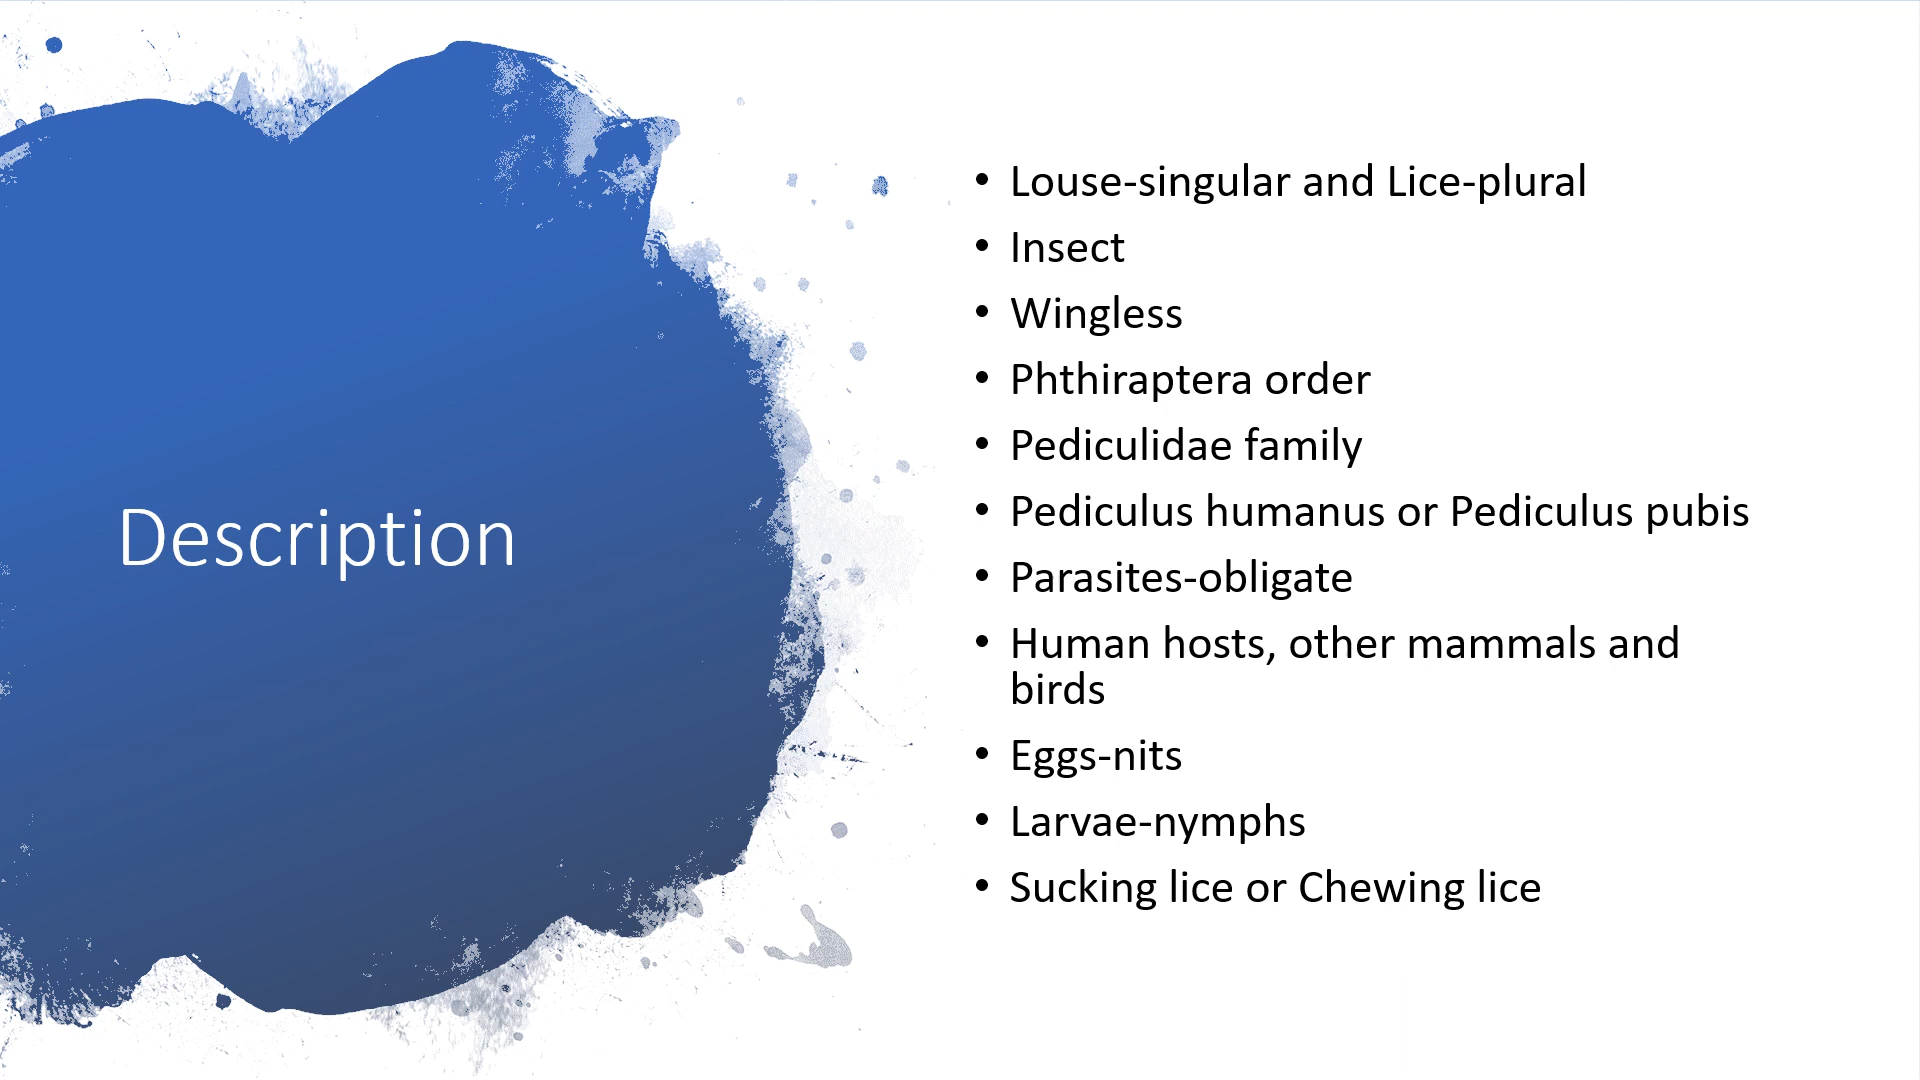 Description
• Louse-singular and Lice-plural
• Insect
• Wingless
• Phthiraptera order
• Pediculidae family
• Pediculus humanus or Pediculus pubis
• Parasites-obligate
• Human hosts, other mammals and
birds
• Eggs-nits
• Larvae-nymphs
• Sucking lice or Chewing lice